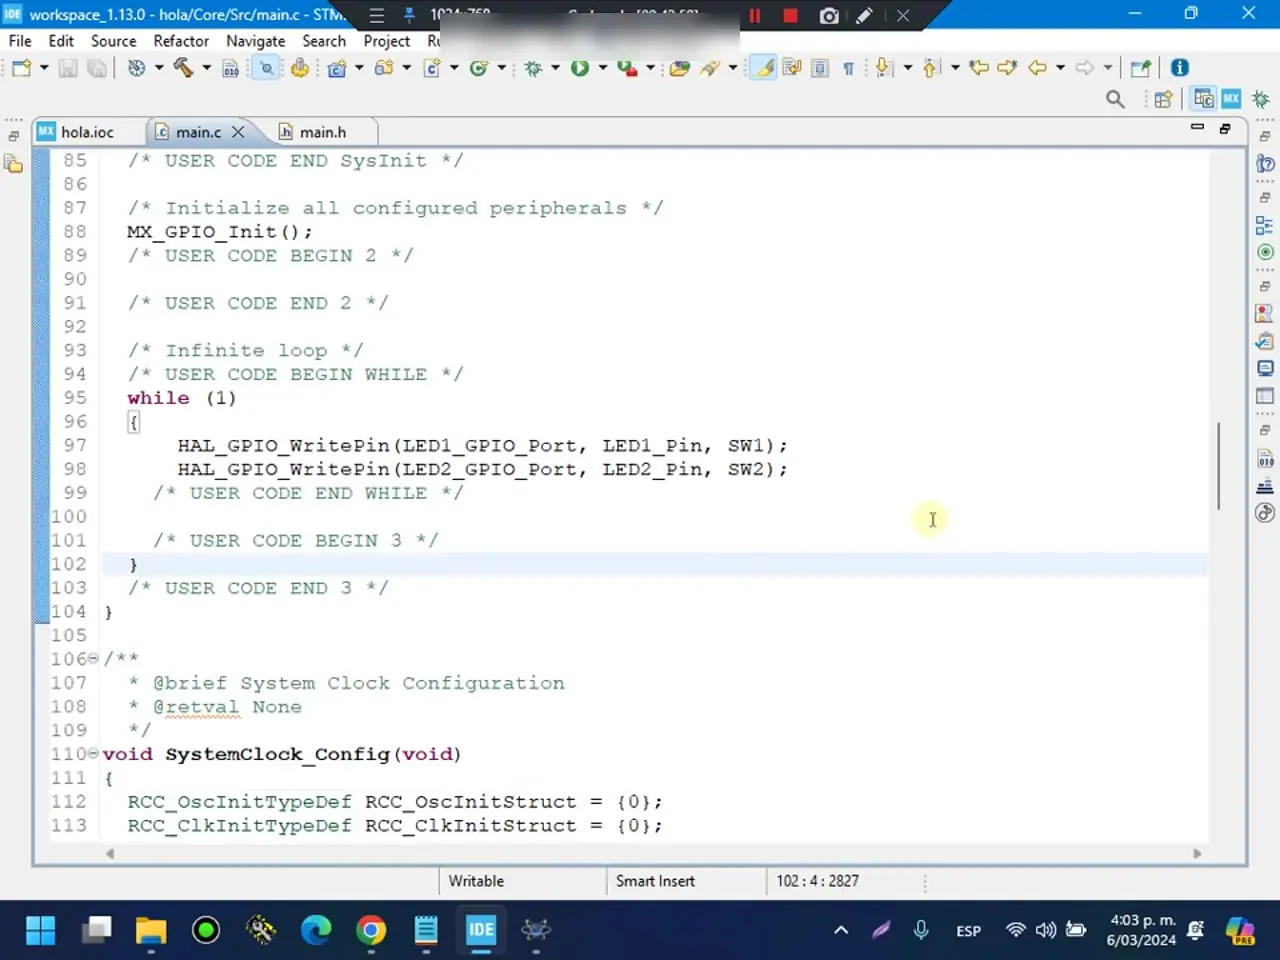 IDE workspace_1.13.0 - hola/Core/Src/main.c - STM
File Edit Source Refactor Navigate Search Project
MX hola.ioc main.c main.h
85 /* USER CODE END SysInit */
86
87 /* Initialize all configured peripherals */
88 MX_GPIO_Init();
89 /* USER CODE BEGIN 2 */
90
91 /* USER CODE END 2 */
92
93 /* Infinite loop */
94 /* USER CODE BEGIN WHILE */
95 while (1)
96 {
97 HAL_GPIO_WritePin(LED1_GPIO_Port, LED1_Pin, SW1);
98 HAL_GPIO_WritePin(LED2_GPIO_Port, LED2_Pin, SW2);
99 /* USER CODE END WHILE */
100
101 /* USER CODE BEGIN 3 */
102 }
103 /* USER CODE END 3 */
104 }
105
106 /**
107 * @brief System Clock Configuration
108 * @retval None
109 */
110 void SystemClock_Config(void)
111 {
112 RCC_OscInitTypeDef RCC_OscInitStruct = {0};
113 RCC_ClkInitTypeDef RCC_ClkInitStruct = {0};
Writable Smart Insert 102 : 4 : 2827
IDE ESP 4:03 p. m.
6/03/2024
PRE